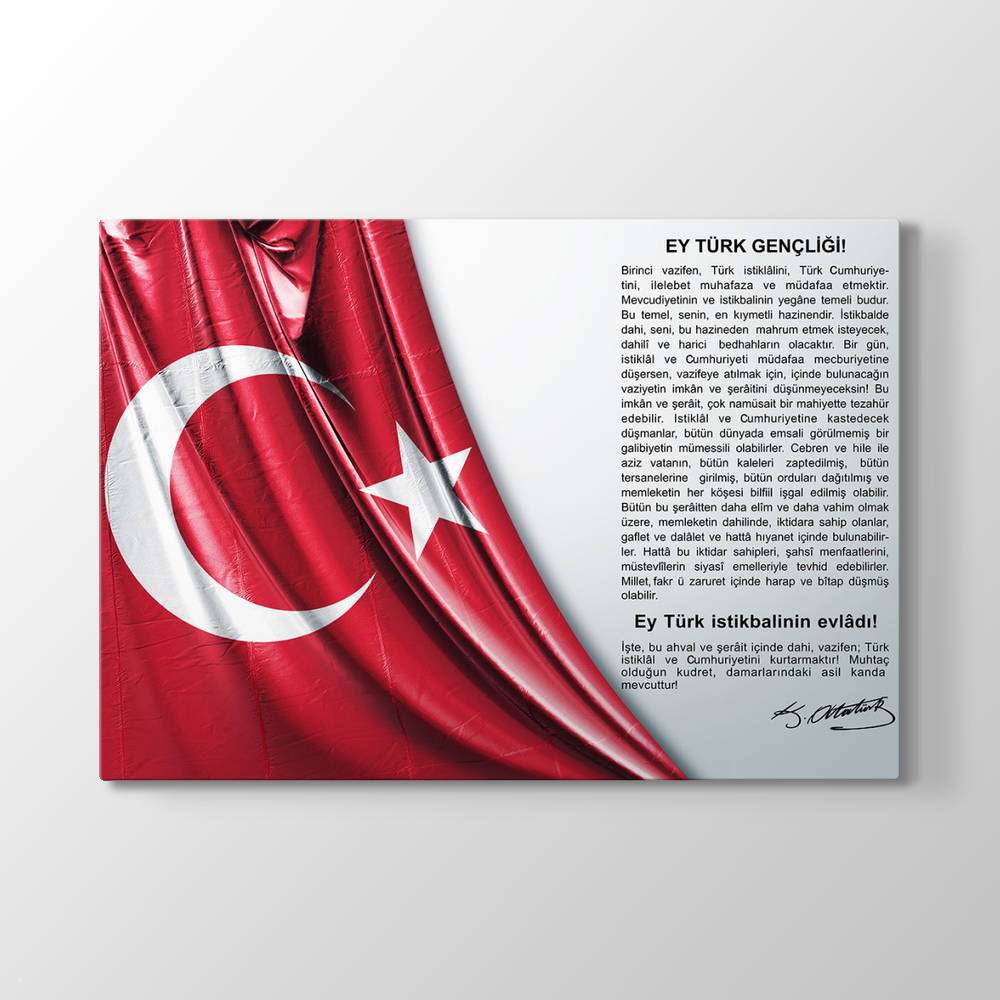 EY TÜRK GENÇLİĞİ!
Birinci vazifen, Türk istiklâlini, Türk Cumhuriye-
tini, ilelebet muhafaza ve müdafaa etmektir.
Mevcudiyetinin ve istikbalinin yegâne temeli budur.
Bu temel, senin, en kıymetli hazinendir. İstikbalde
dahi, seni, bu hazineden mahrum etmek isteyecek,
dahilî ve harici bedhahların olacaktır. Bir gün,
istiklâl ve Cumhuriyeti müdafaa mecburiyetine
düşersen, vazifeye atılmak için, içinde bulunacağın
vaziyetin imkân ve şerâitini düşünmeyeceksin! Bu
imkân ve şerâit, çok namüsait bir mahiyette tezahür
edebilir. Istiklâl ve Cumhuriyetine kastedecek
düşmanlar, bütün dünyada emsali görülmemiş bir
galibiyetin mümessili olabilirler. Cebren ve hile ile
aziz vatanın, bütün kaleleri zaptedilmiş, bütün
tersanelerine girilmiş, bütün orduları dağıtılmış ve
memleketin her köşesi bilfiil işgal edilmiş olabilir.
Bütün bu şerâitten daha elîm ve daha vahim olmak
üzere, memleketin dahilinde, iktidara sahip olanlar,
gaflet ve dalâlet ve hattâ hıyanet içinde bulunabilir-
ler. Hattâ bu iktidar sahipleri, şahsî menfaatlerini,
müstevlîlerin siyasî emelleriyle tevhid edebilirler.
Millet, fakr ü zaruret içinde harap ve bîtap düşmüş
olabilir.
Ey Türk istikbalinin evlâdı!
İşte, bu ahval ve şerâit içinde dahi, vazifen; Türk
istiklâl ve Cumhuriyetini kurtarmaktır! Muhtaç
olduğun kudret, damarlarındaki asil kanda
mevcuttur!
K. Atatürk